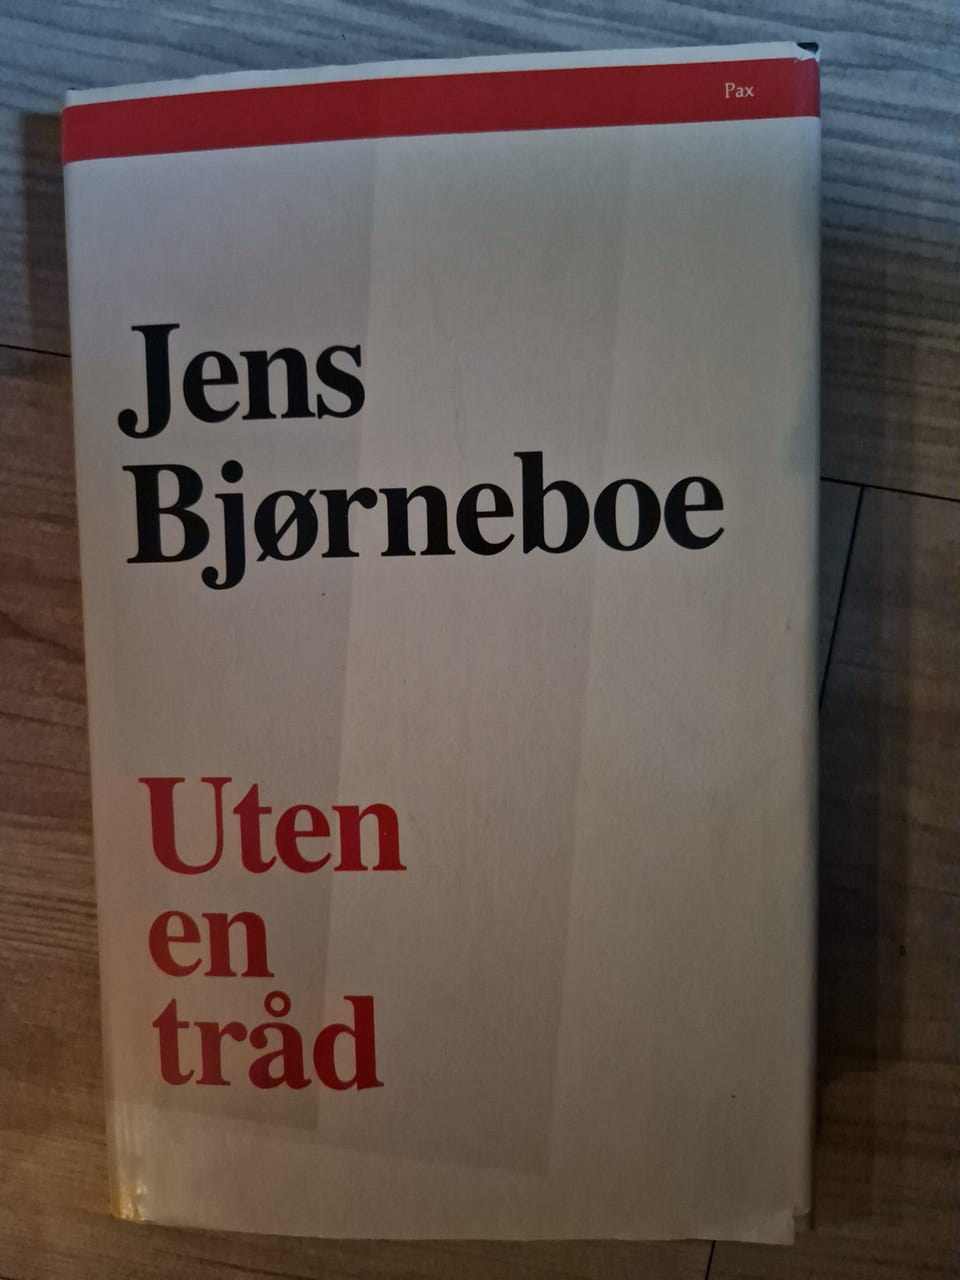 Pax
Jens
Bjørneboe
Uten
en
tråd